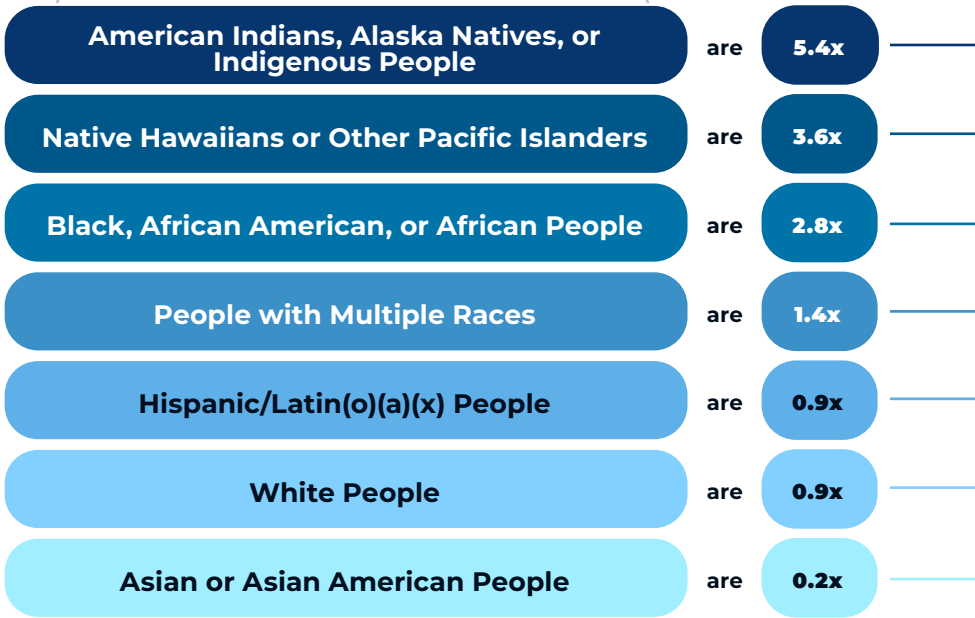 American Indians, Alaska Natives, or
Indigenous People
are
5.4x
Native Hawaiians or Other Pacific Islanders
are
3.6x
Black, African American, or African People
are
2.8x
People with Multiple Races
are
1.4x
Hispanic/Latin(o)(a)(x) People
are
0.9x
White People
are
0.9x
Asian or Asian American People
are
0.2x